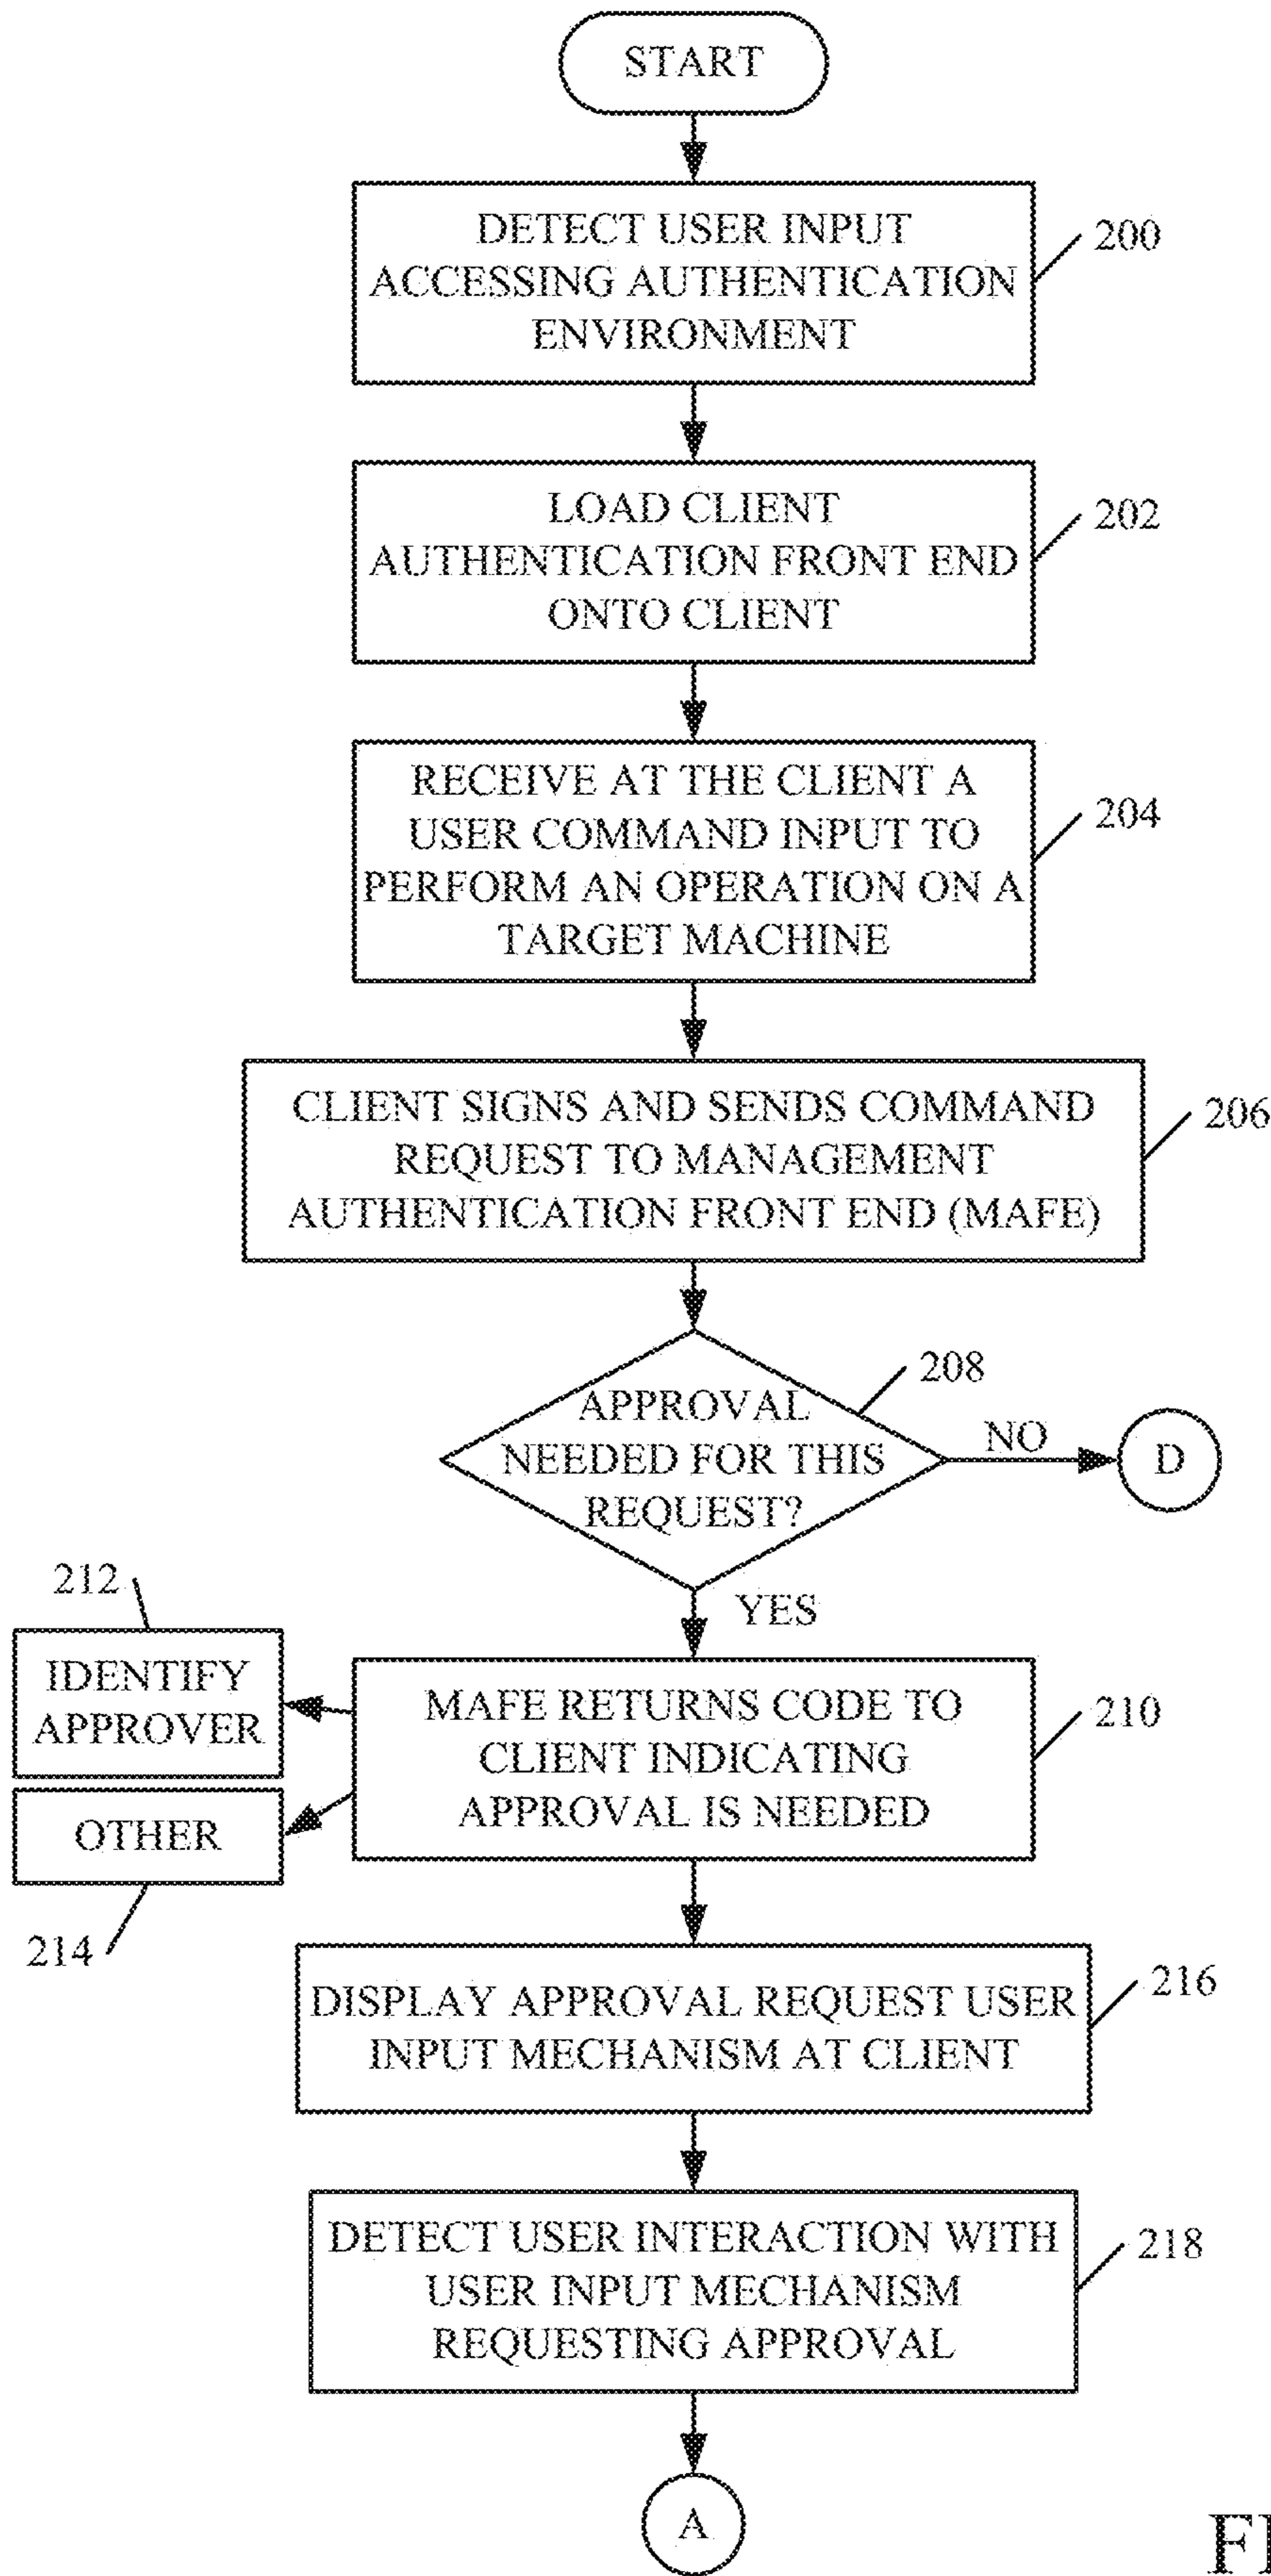 START
DETECT USER INPUT
ACCESSING AUTHENTICATION
ENVIRONMENT
200
LOAD CLIENT
AUTHENTICATION FRONT END
ONTO CLIENT
202
RECEIVE AT THE CLIENT A
USER COMMAND INPUT TO
PERFORM AN OPERATION ON A
TARGET MACHINE
204
CLIENT SIGNS AND SENDS COMMAND
REQUEST TO MANAGEMENT
AUTHENTICATION FRONT END (MAFE)
206
208
APPROVAL
NEEDED FOR THIS
REQUEST?
NO
D
YES
212
IDENTIFY
APPROVER
MAFE RETURNS CODE TO
CLIENT INDICATING
APPROVAL IS NEEDED
210
OTHER
214
DISPLAY APPROVAL REQUEST USER
INPUT MECHANISM AT CLIENT
216
DETECT USER INTERACTION WITH
USER INPUT MECHANISM
REQUESTING APPROVAL
218
A